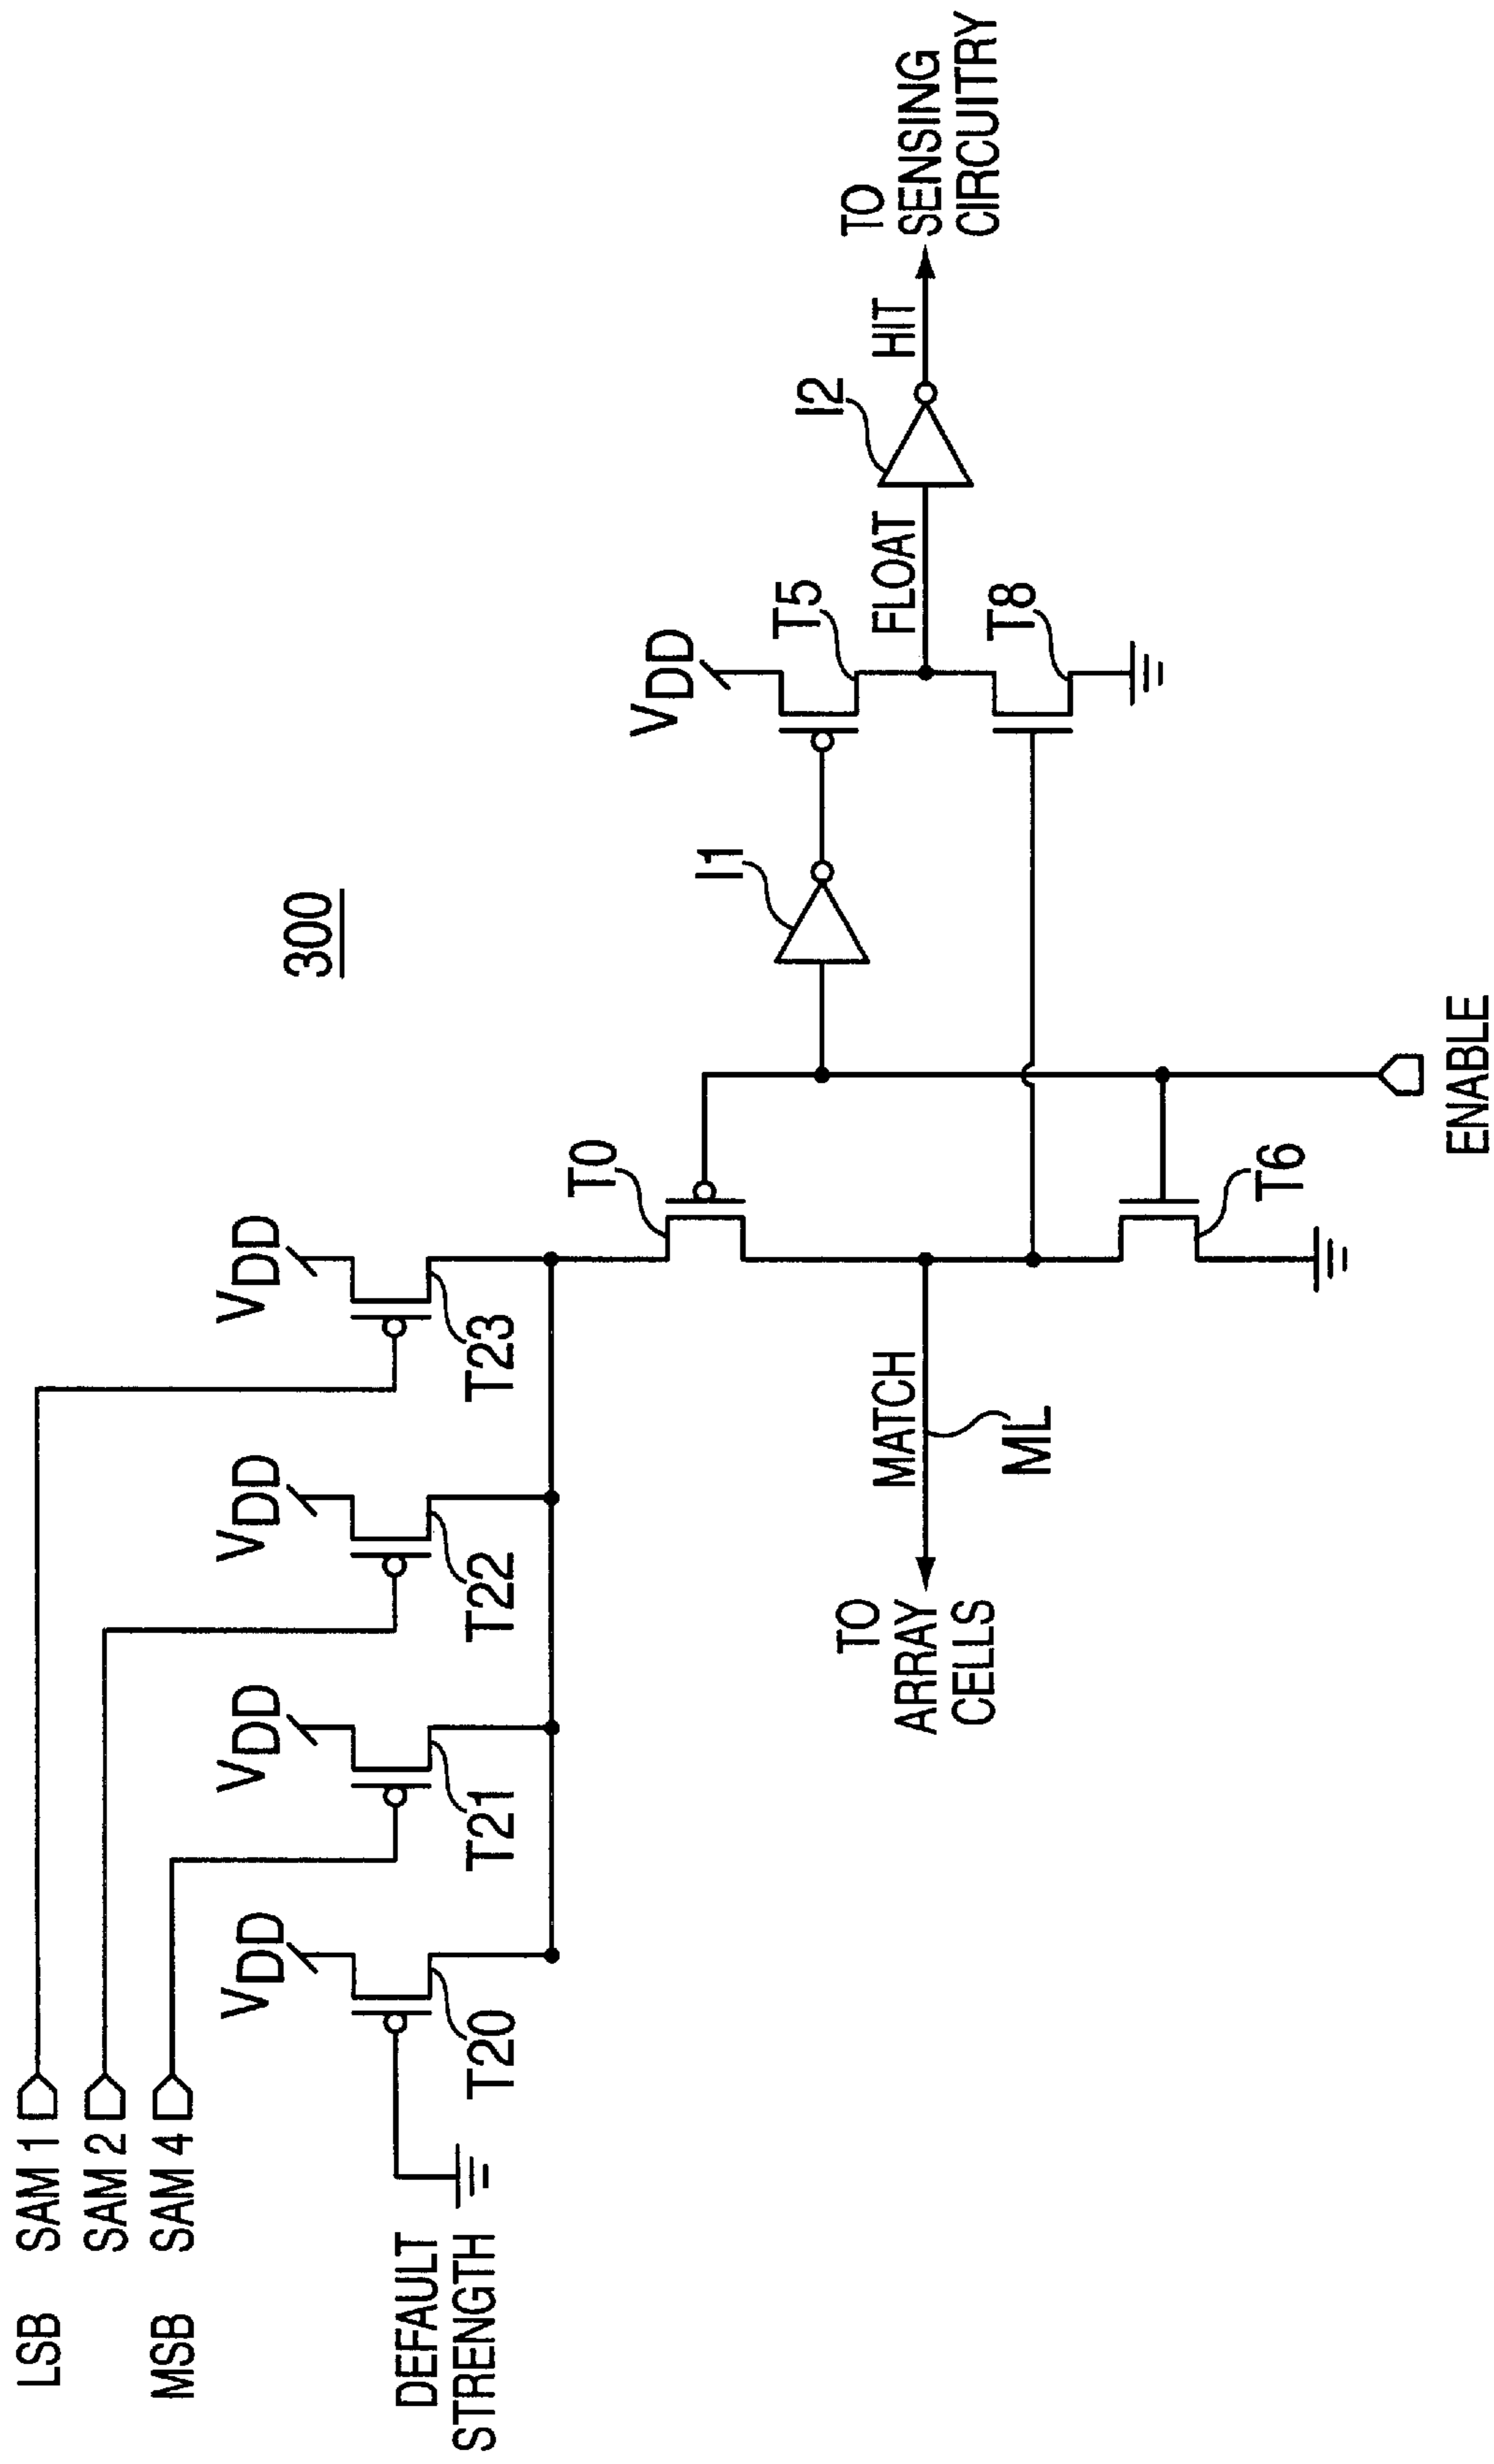 300
LSB SAM 1
SAM 2
MSB SAM 4
DEFAULT
STRENGTH
VDD
T20
VDD
T21
VDD
T22
VDD
T23
T0
MATCH
ML
TO
ARRAY
CELLS
T6
ENABLE
I1
VDD
T5
FLOAT
T8
I2
HIT
TO
SENSING
CIRCUITRY